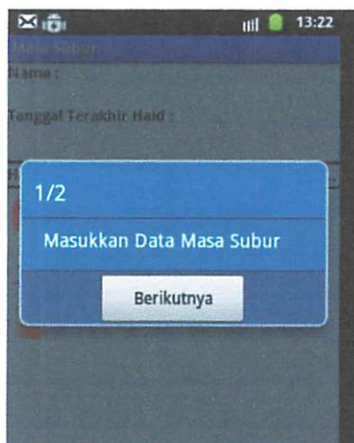 13:22
Masa Subur
Nama :
Tanggal Terakhir Haid :
1/2
Masukkan Data Masa Subur
Berikutnya